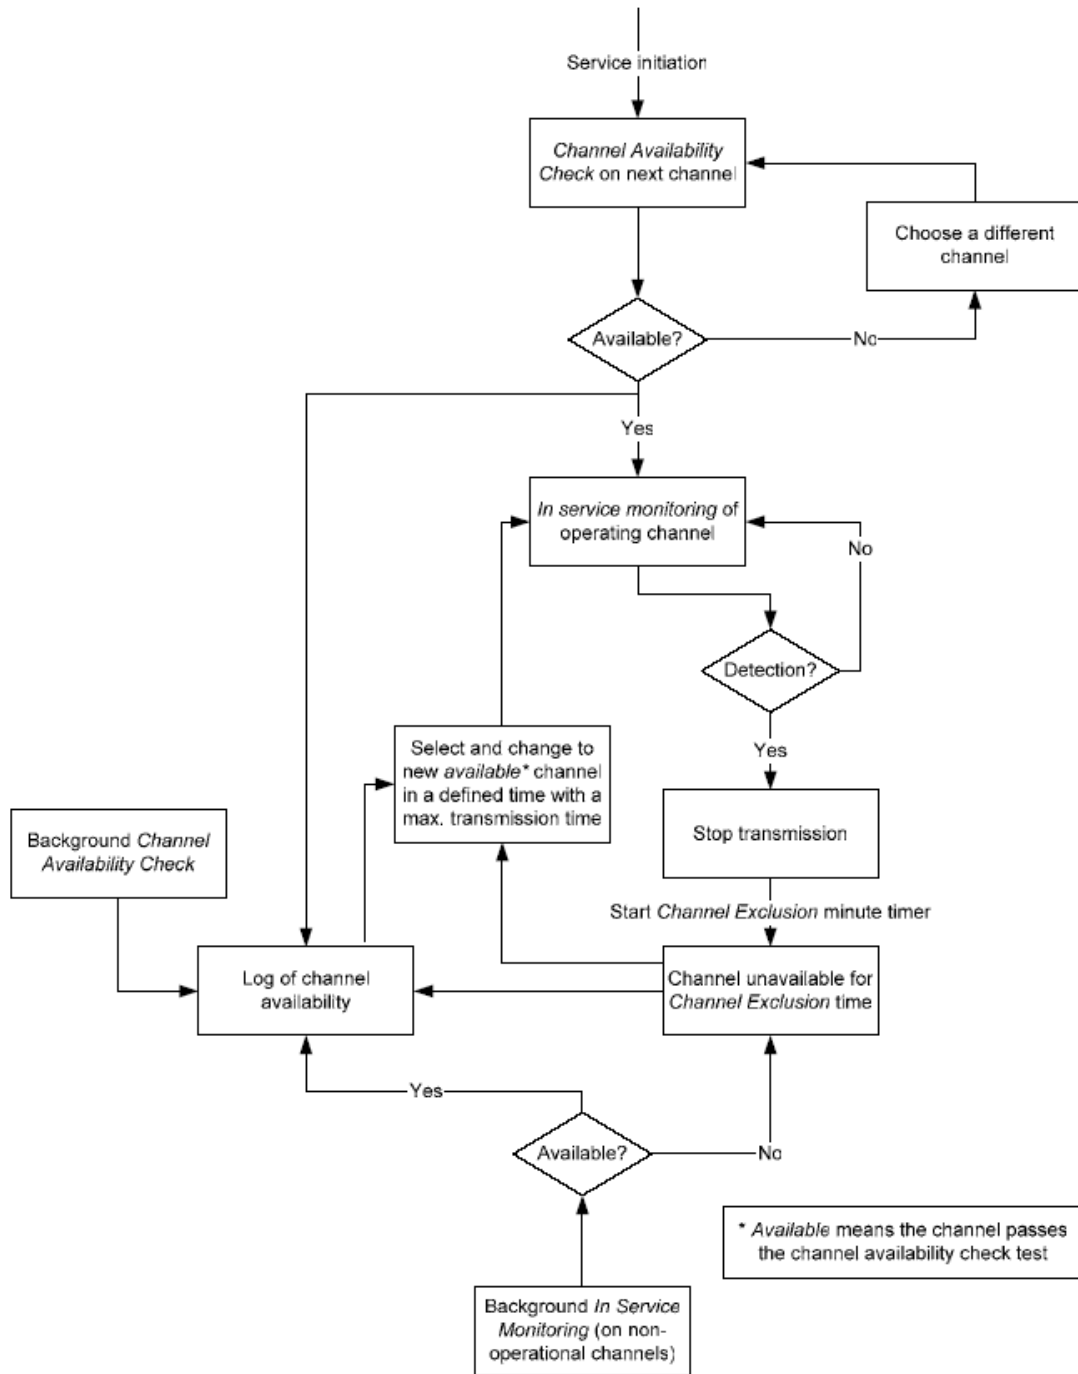 Service initiation
Channel Availability
Check on next channel
Choose a different
channel
Available?
No
Yes
In service monitoring of
operating channel
No
Detection?
Yes
Select and change to
new available* channel
in a defined time with a
max. transmission time
Stop transmission
Background Channel
Availability Check
Start Channel Exclusion minute timer
Log of channel
availability
Channel unavailable for
Channel Exclusion time
Yes
Available?
No
* Available means the channel passes
the channel availability check test
Background In Service
Monitoring (on non-
operational channels)